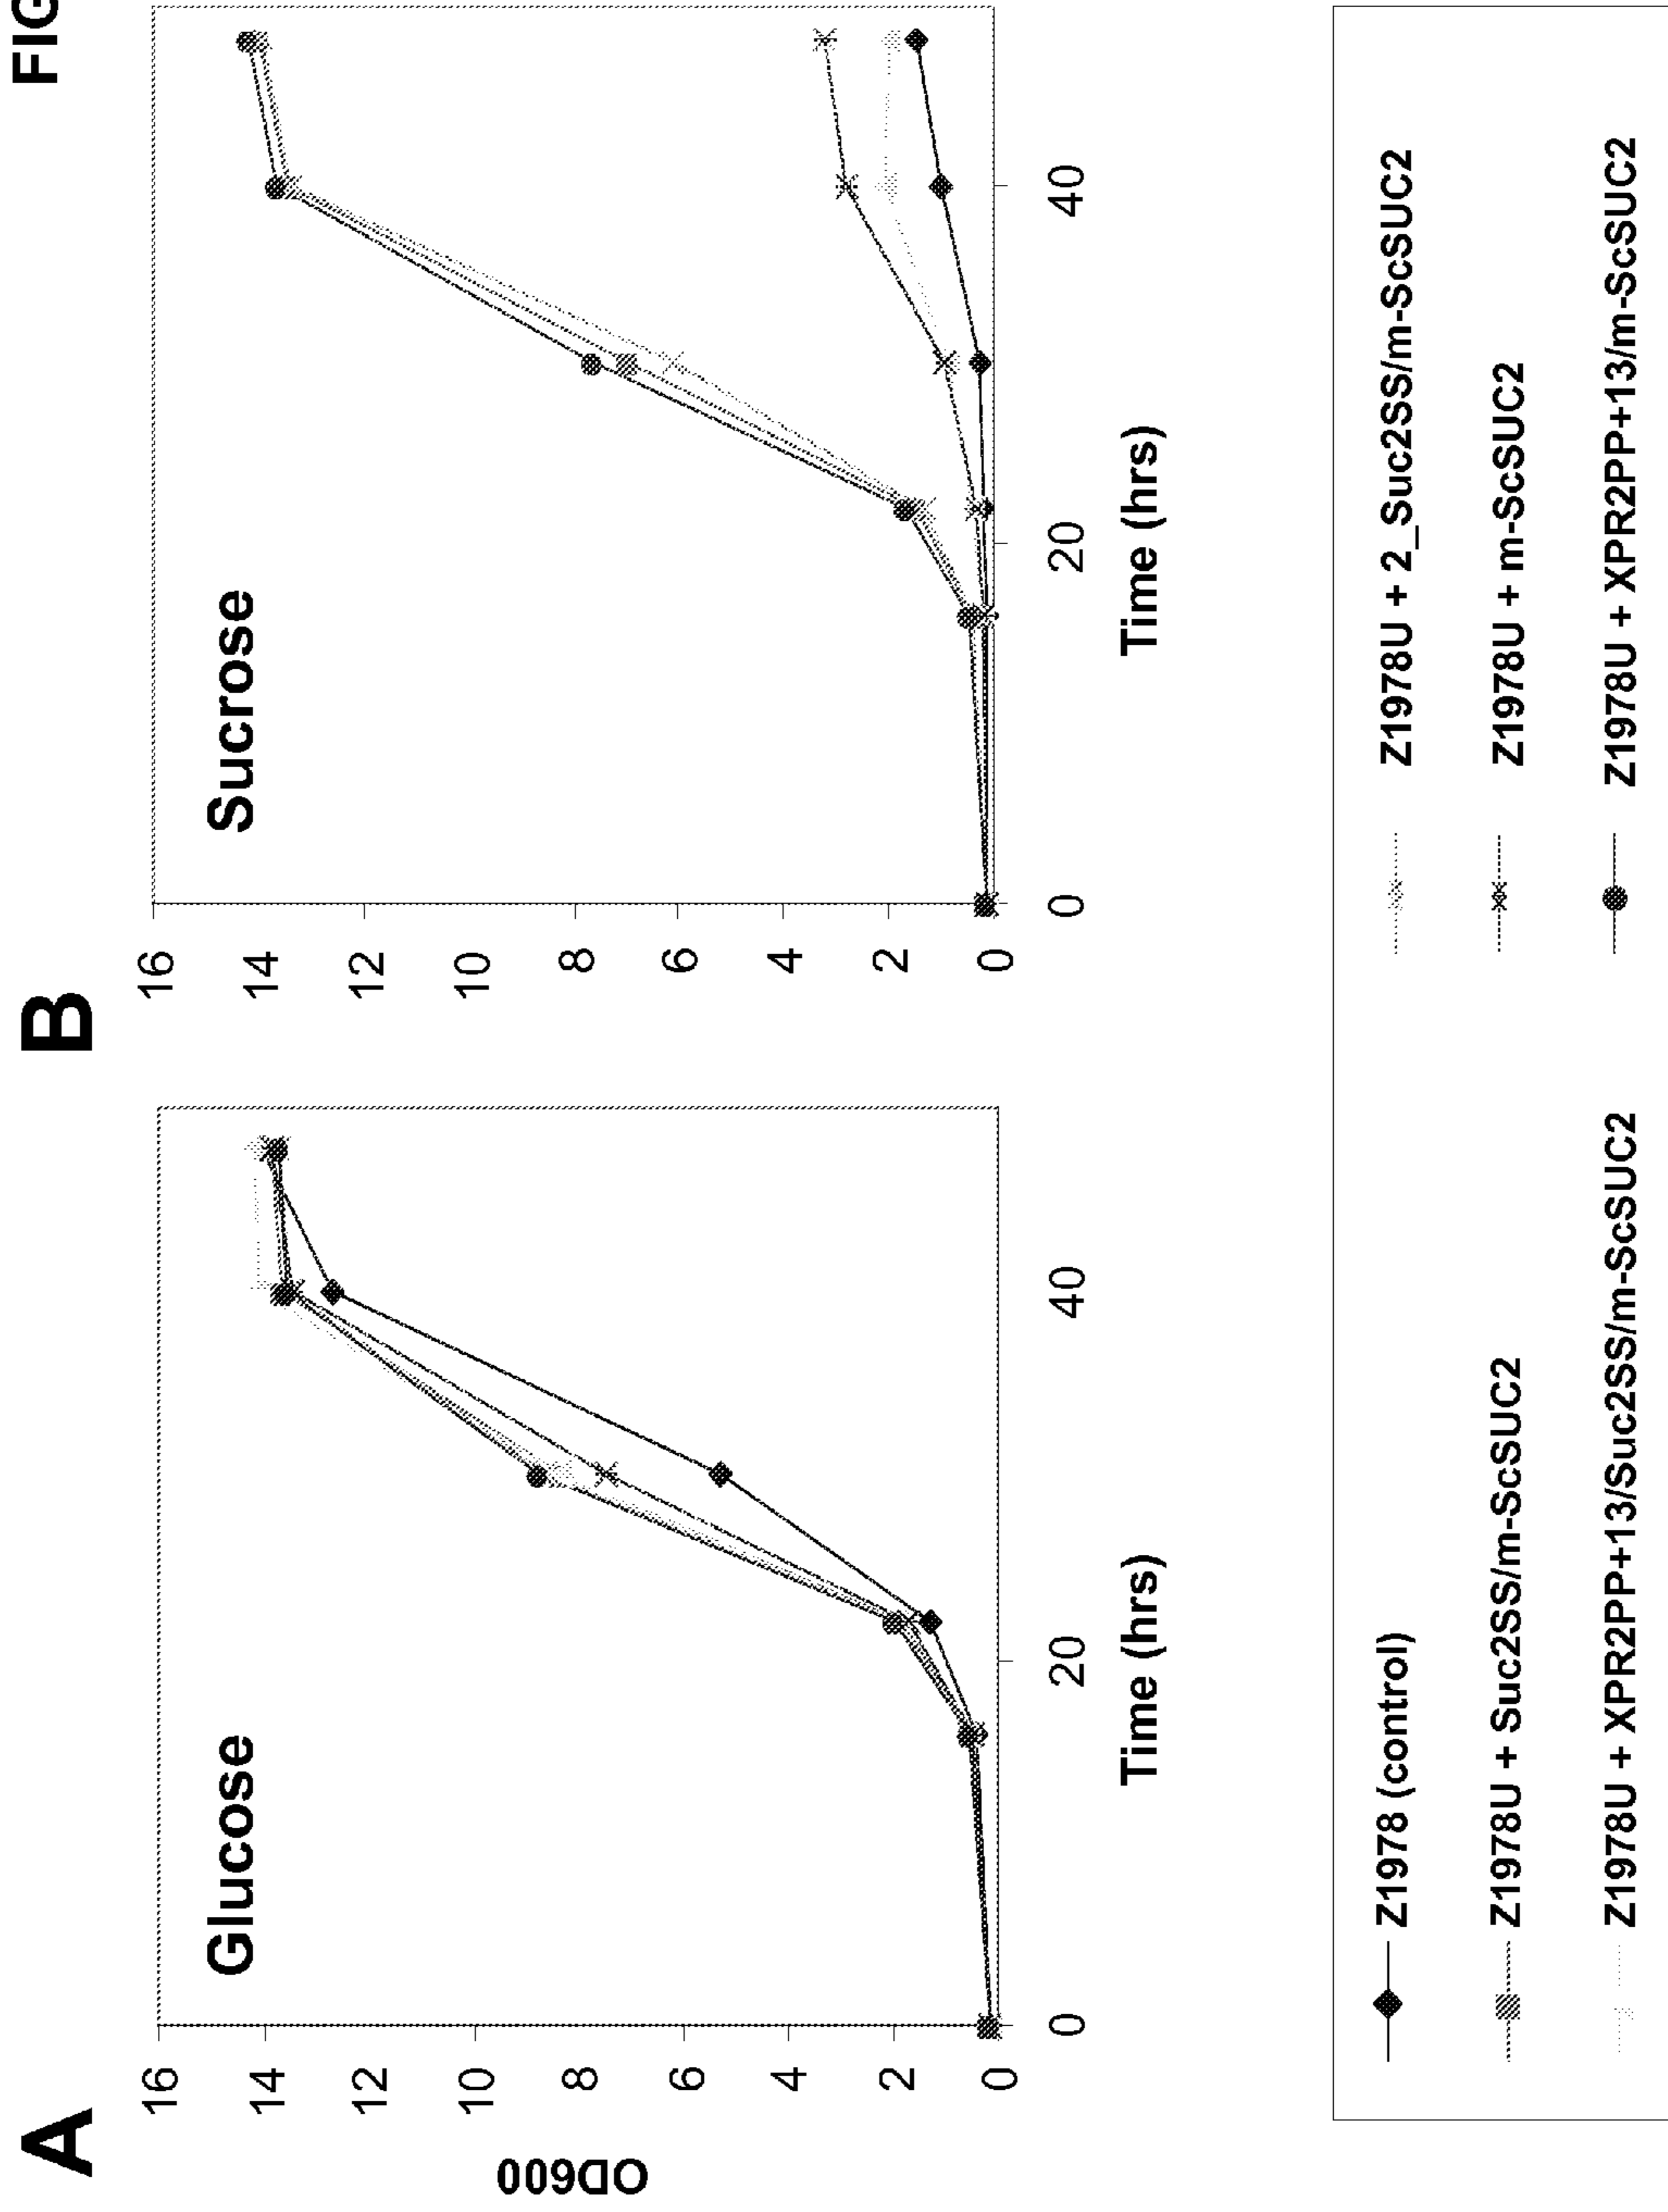 FIG
A
B
Glucose
OD600
16
14
12
10
8
6
4
2
0
0
20
40
Time (hrs)
Sucrose
16
14
12
10
8
6
4
2
0
0
20
40
Time (hrs)
Z1978 (control)
Z1978U + 2_Suc2SS/m-ScSUC2
Z1978U + Suc2SS/m-ScSUC2
Z1978U + m-ScSUC2
Z1978U + XPR2PP+13/Suc2SS/m-ScSUC2
Z1978U + XPR2PP+13/m-ScSUC2